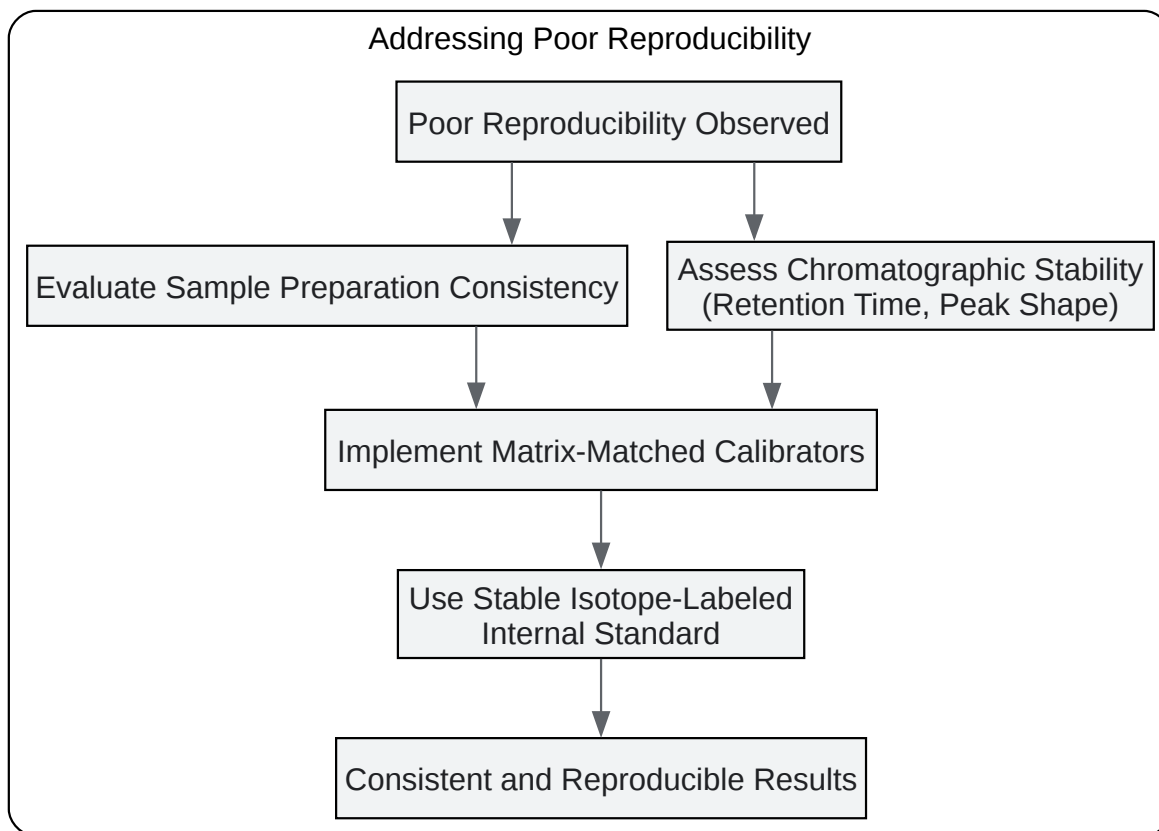 Addressing Poor Reproducibility
Poor Reproducibility Observed
Evaluate Sample Preparation Consistency
Assess Chromatographic Stability
(Retention Time, Peak Shape)
Implement Matrix-Matched Calibrators
Use Stable Isotope-Labeled
Internal Standard
Consistent and Reproducible Results